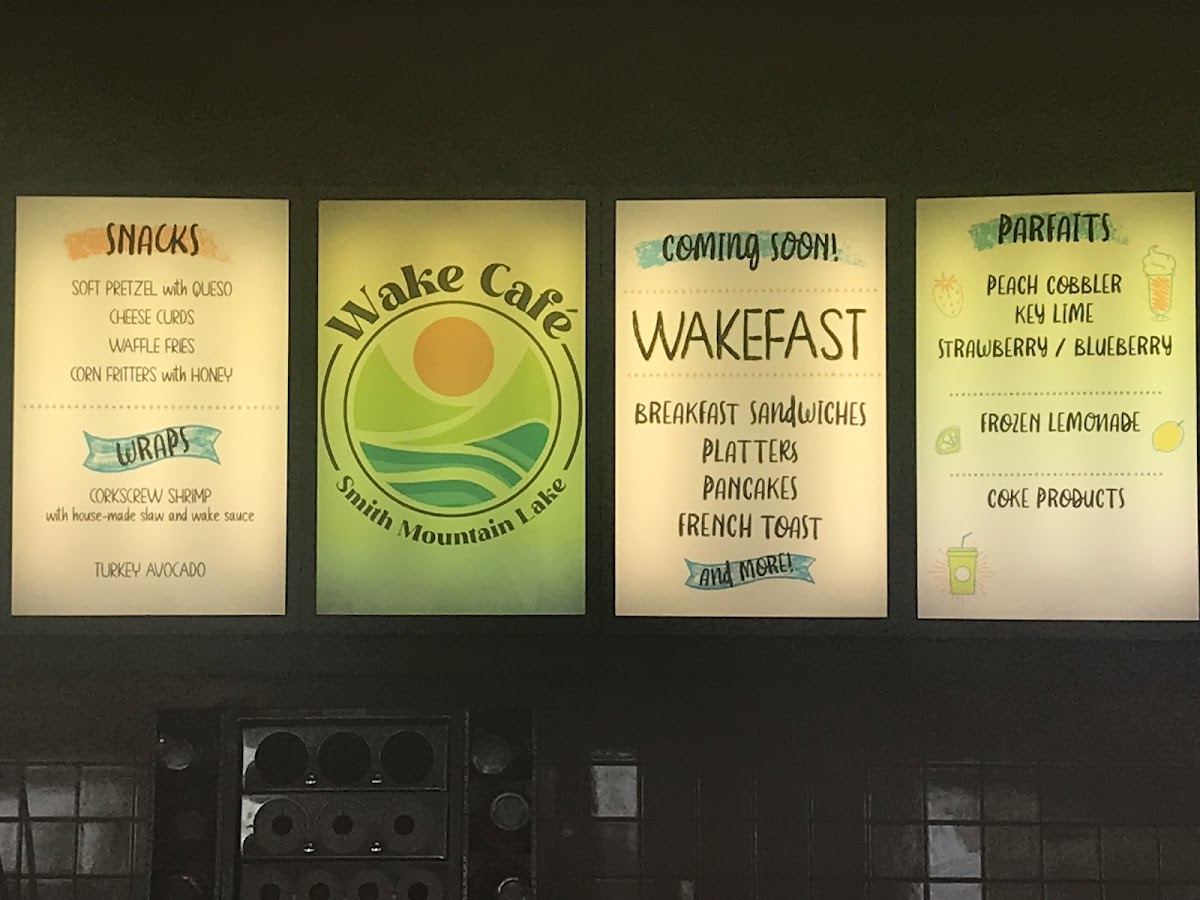 SNACKS
SOFT PRETZEL with QUESO
CHEESE CURDS
WAFFLE FRIES
CORN FRITTERS with HONEY
WRAPS
CORKSCREW SHRIMP
with house-made slaw and wake sauce
TURKEY AVOCADO
Wake Café
Smith Mountain Lake
COMING SOON!
WAKEFAST
BREAKFAST SANDWICHES
PLATTERS
PANCAKES
FRENCH TOAST
and MORE!
PARFAITS
PEACH COBBLER
KEY LIME
STRAWBERRY / BLUEBERRY
FROZEN LEMONADE
COKE PRODUCTS